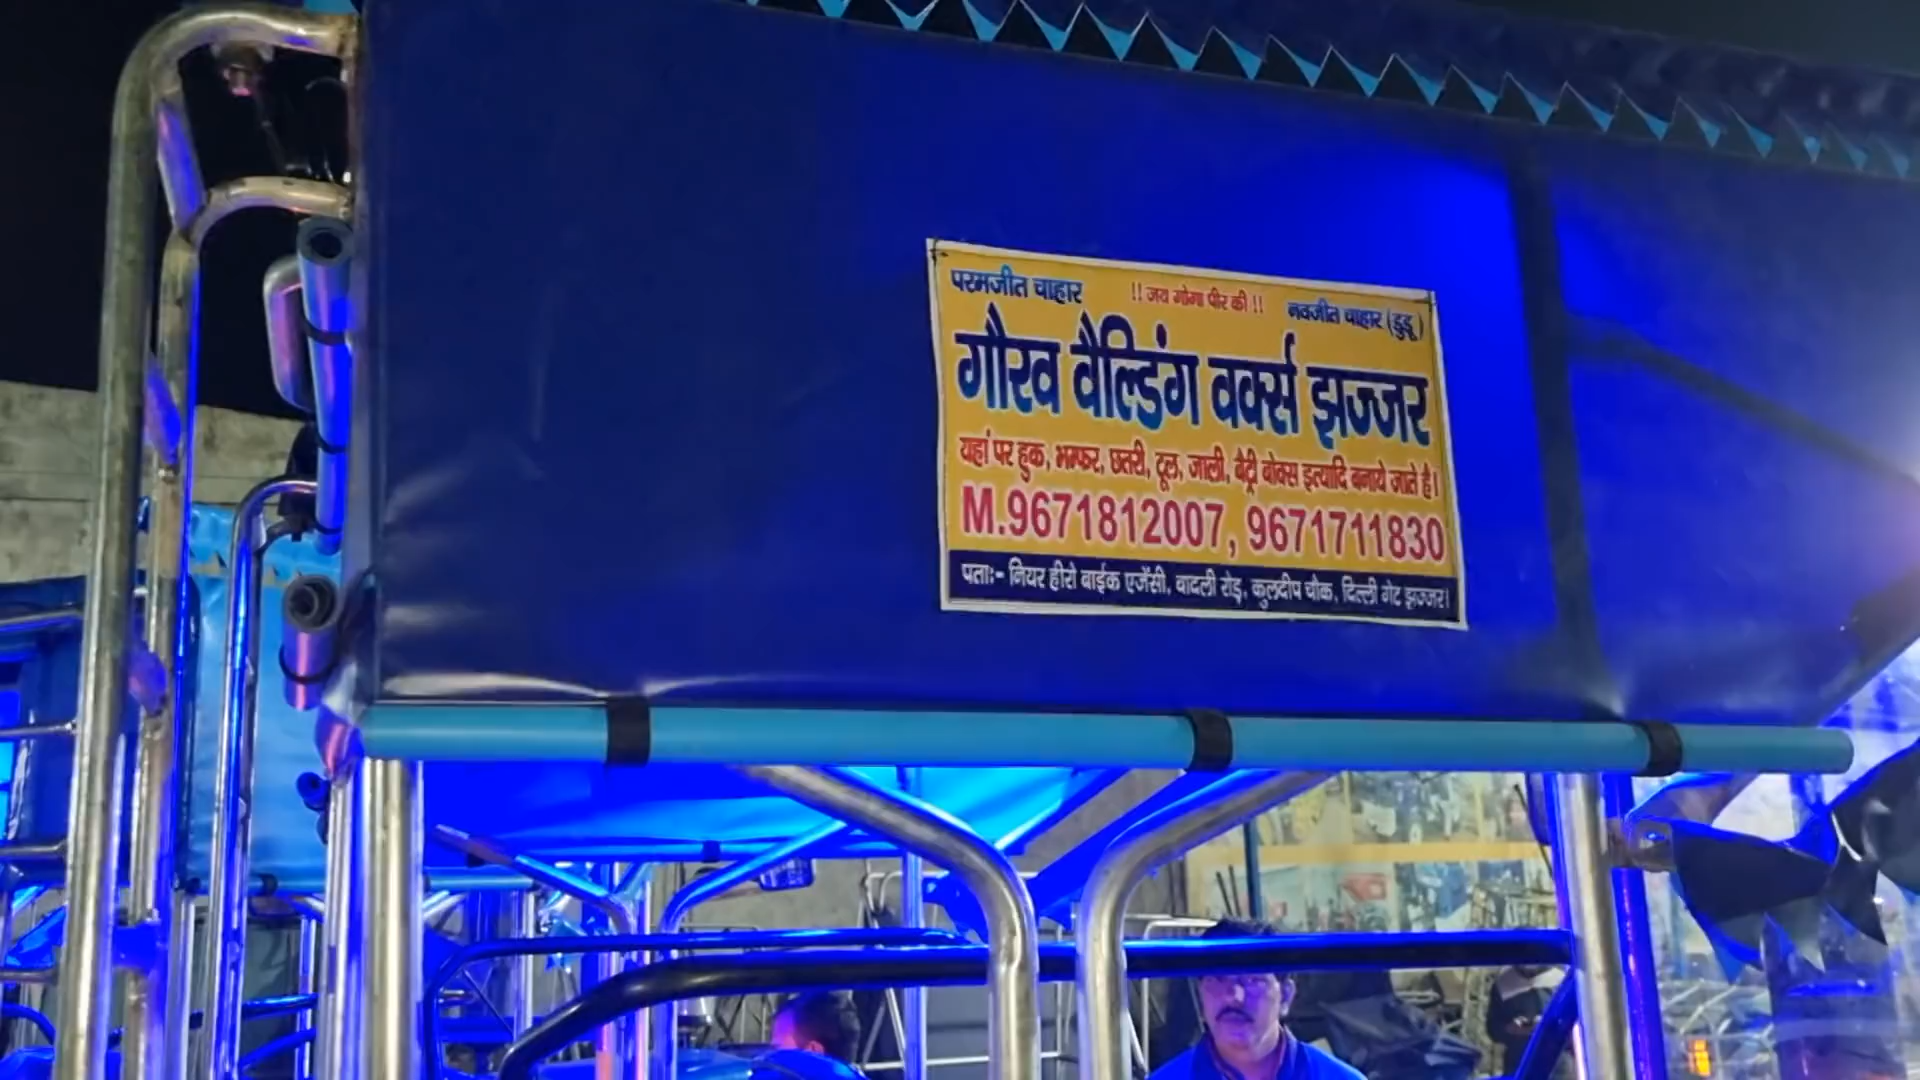 परमजीत चाहार !! जय गोगा पीर की !! नवजीत चाहार (डुडू)
गौरव वैल्डिंग वर्क्स झज्जर
यहां पर हुक, भम्फर, छतरी, टूल, जाली, बैट्री बोक्स इत्यादि बनाये जाते है।
M.9671812007, 9671711830
पताः- नियर हीरो बाईक एजेंसी, बादली रोड़, कुलदीप चौक, दिल्ली गेट झज्जर।